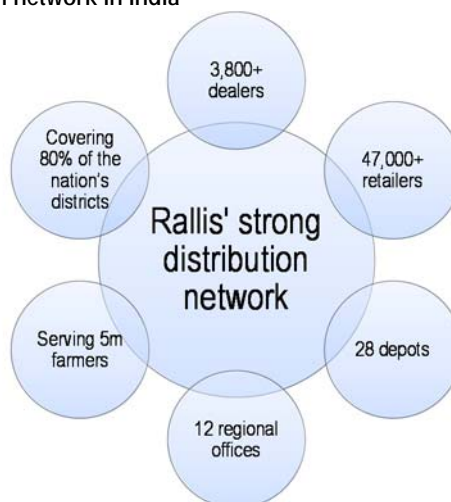 network in India
3,800+
dealers
47,000+
retailers
28 depots
12 regional
offices
Serving 5m
farmers
Covering
80% of the
nation's
districts
Rallis' strong
distribution
network